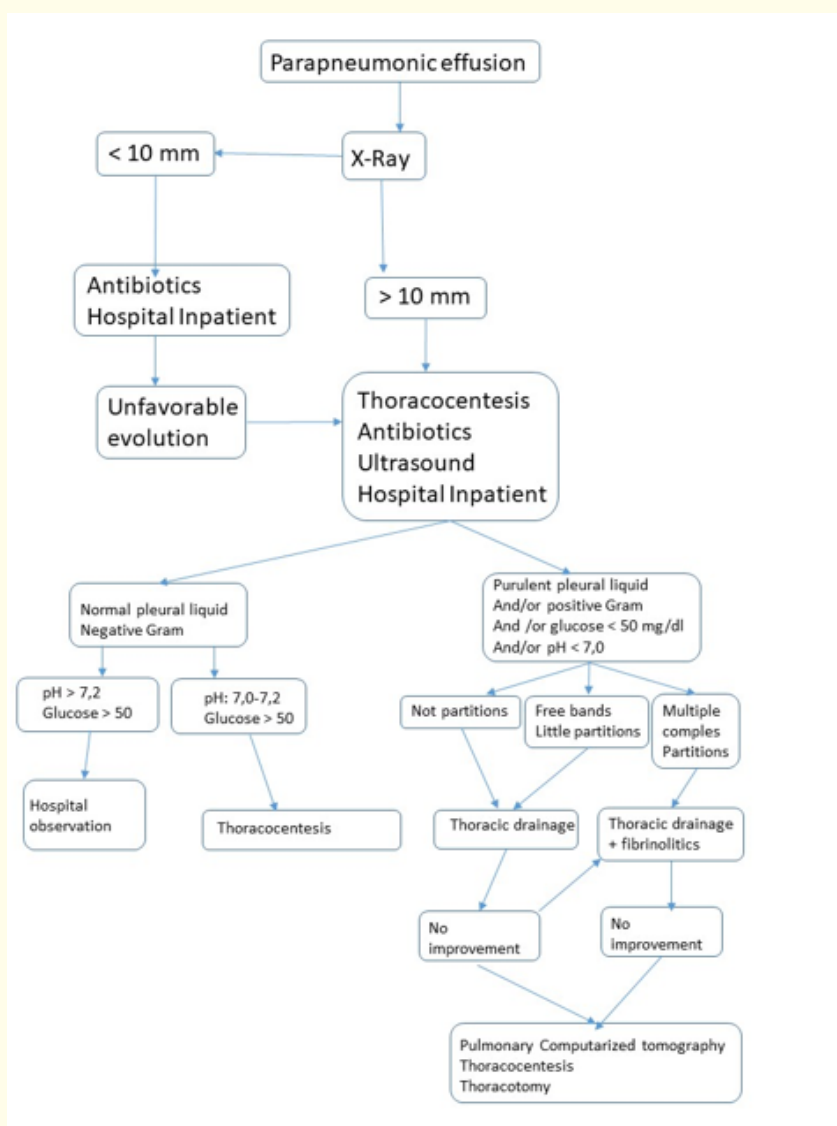 Parapneumonic effusion
< 10 mm
X-Ray
Antibiotics
Hospital Inpatient
> 10 mm
Unfavorable
evolution
Thoracocentesis
Antibiotics
Ultrasound
Hospital Inpatient
Normal pleural liquid
Negative Gram
Purulent pleural liquid
And/or positive Gram
And /or glucose < 50 mg/dl
And/or pH < 7,0
pH > 7,2
Glucose > 50
pH: 7,0-7,2
Glucose > 50
Not partitions
Free bands
Little partitions
Multiple
comples
Partitions
Hospital
observation
Thoracocentesis
Thoracic drainage
Thoracic drainage
+ fibrinolitics
No
improvement
No
improvement
Pulmonary Computarized tomography
Thoracocentesis
Thoracotomy